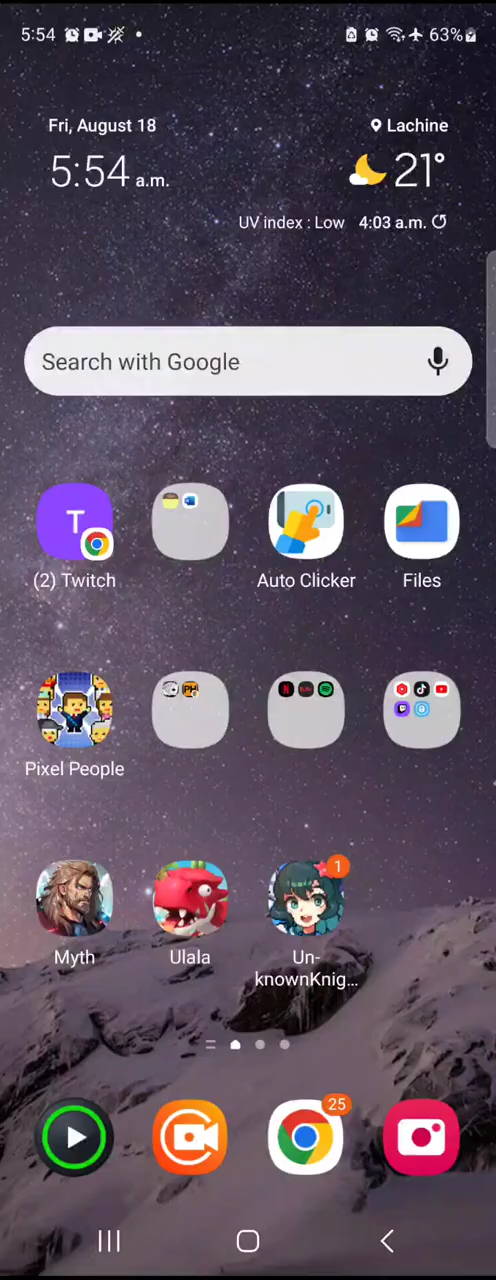 5:54 63%
Fri, August 18 Lachine
5:54 a.m. 21°
UV index : Low 4:03 a.m.
Search with Google
T
(2) Twitch Auto Clicker Files
Pixel People
1
Myth Ulala Un-
knownKnig...
25